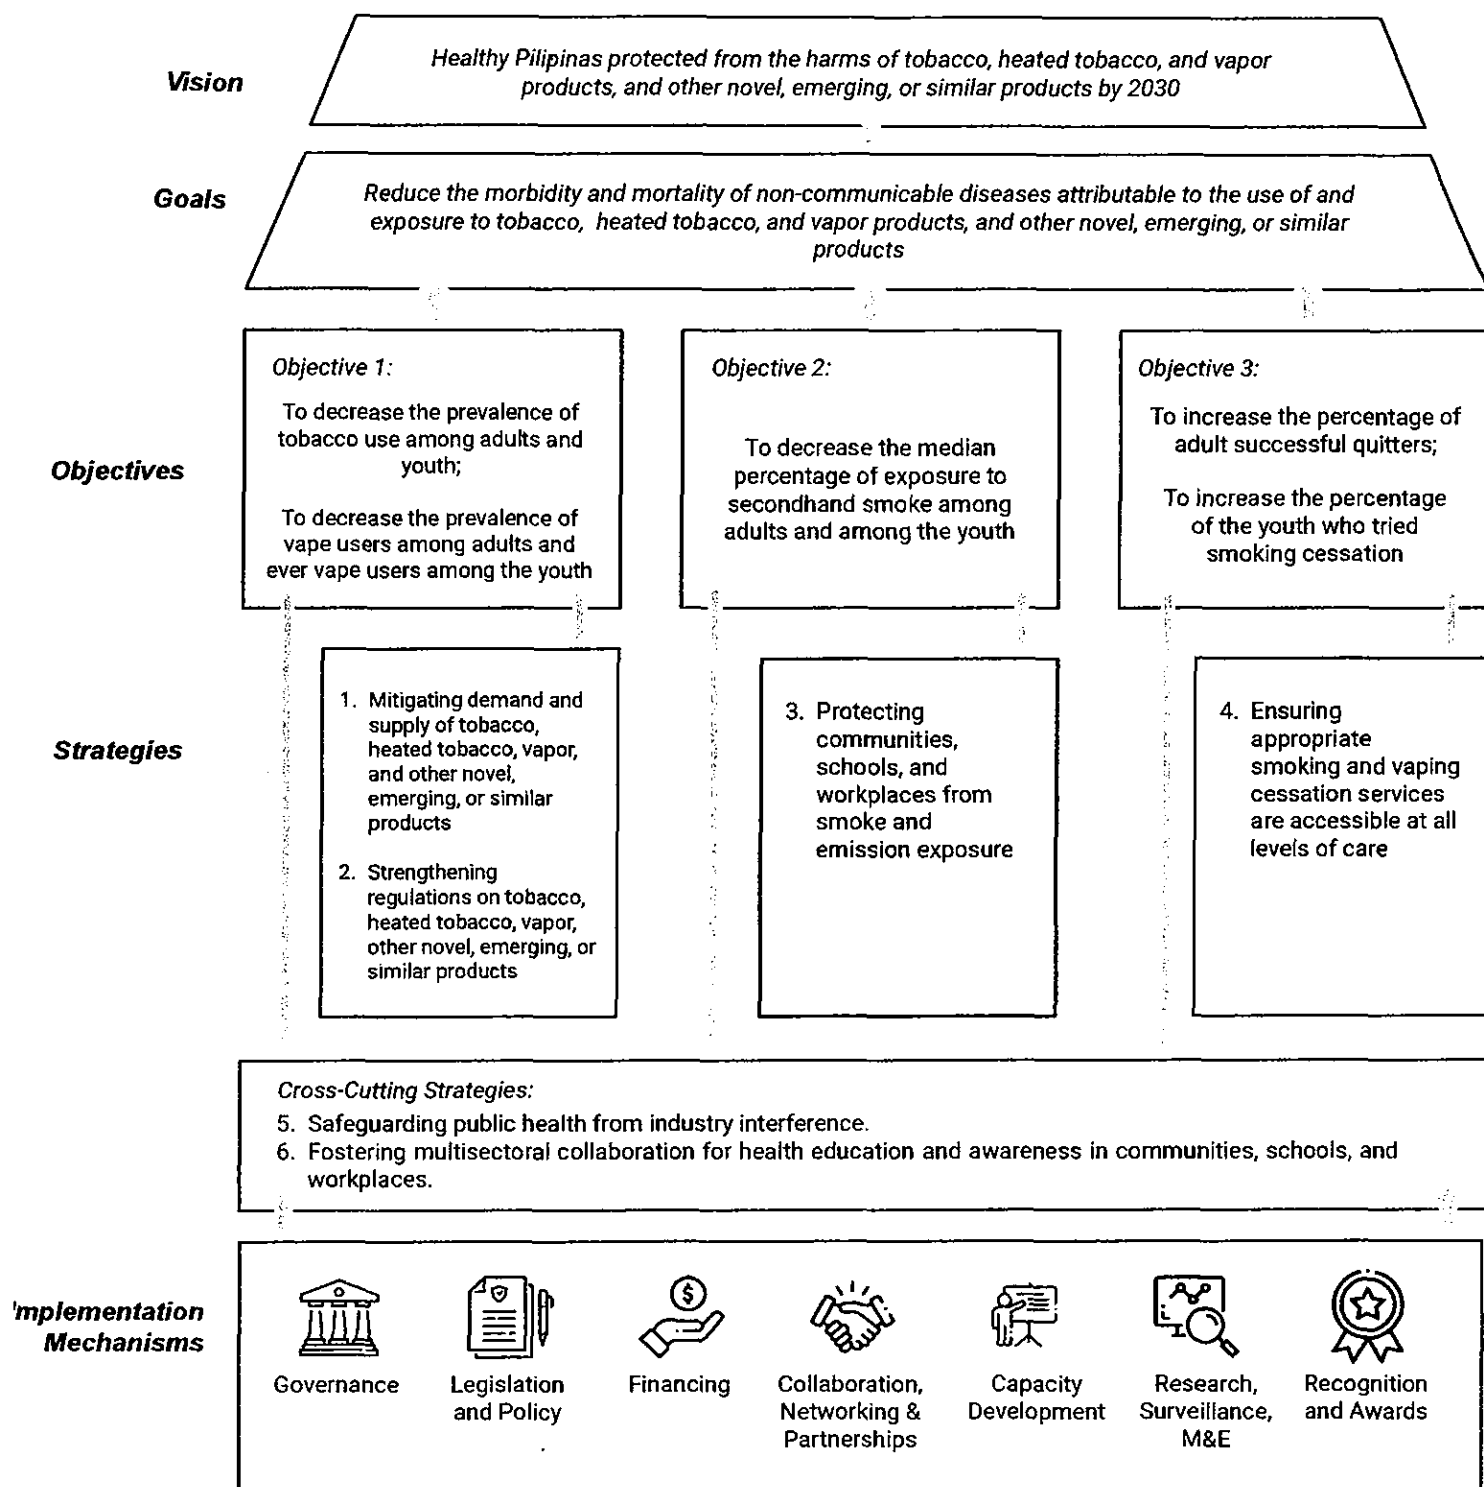 Vision
Healthy Pilipinas protected from the harms of tobacco, heated tobacco, and vapor
products, and other novel, emerging, or similar products by 2030
Goals
Reduce the morbidity and mortality of non-communicable diseases attributable to the use of and
exposure to tobacco, heated tobacco, and vapor products, and other novel, emerging, or similar
products
Objectives
Objective 1:
To decrease the prevalence of
tobacco use among adults and
youth;
To decrease the prevalence of
vape users among adults and
ever vape users among the youth
Objective 2:
To decrease the median
percentage of exposure to
secondhand smoke among
adults and among the youth
Objective 3:
To increase the percentage of
adult successful quitters;
To increase the percentage
of the youth who tried
smoking cessation
Strategies
1. Mitigating demand and
supply of tobacco,
heated tobacco, vapor,
and other novel,
emerging, or similar
products
2. Strengthening
regulations on tobacco,
heated tobacco, vapor,
other novel, emerging, or
similar products
3. Protecting
communities,
schools, and
workplaces from
smoke and
emission exposure
4. Ensuring
appropriate
smoking and vaping
cessation services
are accessible at all
levels of care
Cross-Cutting Strategies:
5. Safeguarding public health from industry interference.
6. Fostering multisectoral collaboration for health education and awareness in communities, schools, and
workplaces.
Implementation
Mechanisms
Governance
Legislation
and Policy
Financing
Collaboration,
Networking &
Partnerships
Capacity
Development
Research,
Surveillance,
M&E
Recognition
and Awards